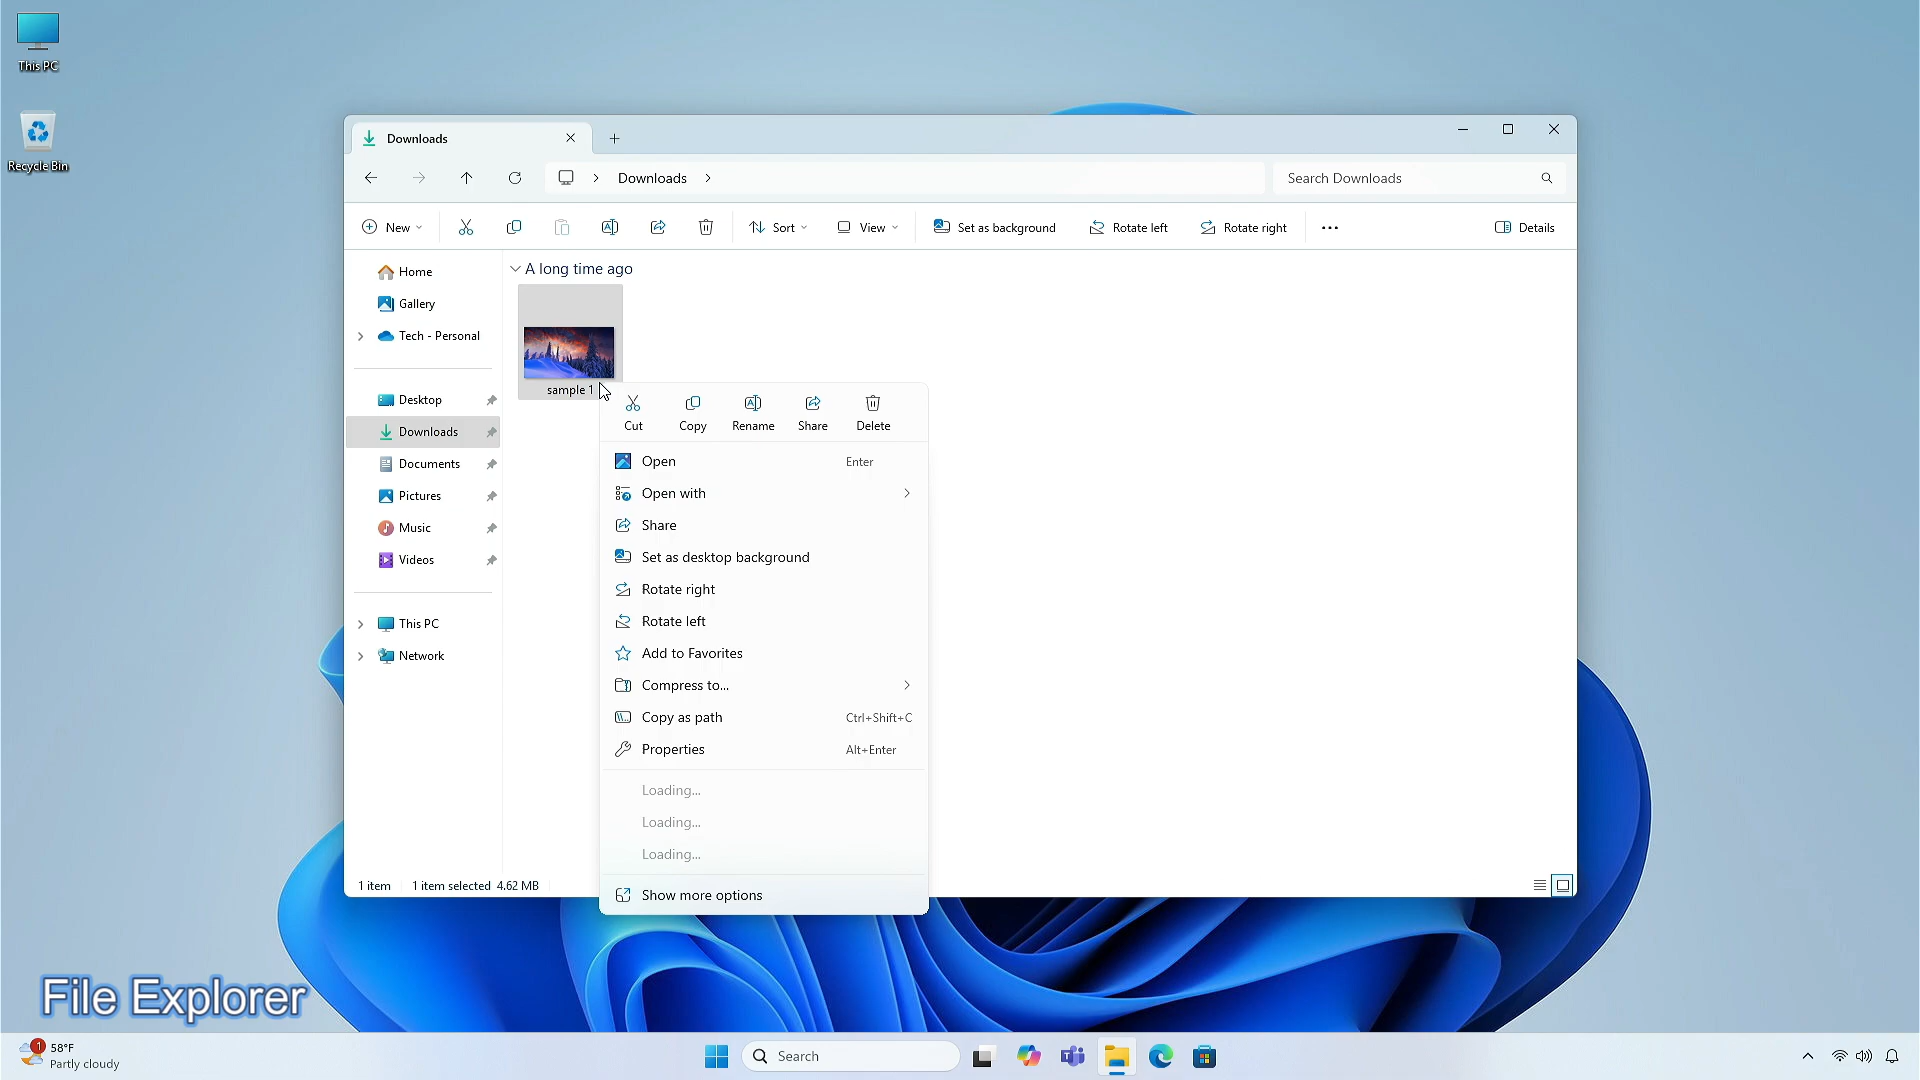 This PC
Recycle Bin
Downloads
Downloads
Search Downloads
New
Sort
View
Set as background
Rotate left
Rotate right
Details
Home
Gallery
Tech - Personal
Desktop
Downloads
Documents
Pictures
Music
Videos
This PC
Network
A long time ago
sample 1
Cut
Copy
Rename
Share
Delete
Open Enter
Open with
Share
Set as desktop background
Rotate right
Rotate left
Add to Favorites
Compress to...
Copy as path Ctrl+Shift+C
Properties Alt+Enter
Loading...
Loading...
Loading...
Show more options
1 item 1 item selected 4.62 MB
File Explorer
1
58°F
Partly cloudy
Search